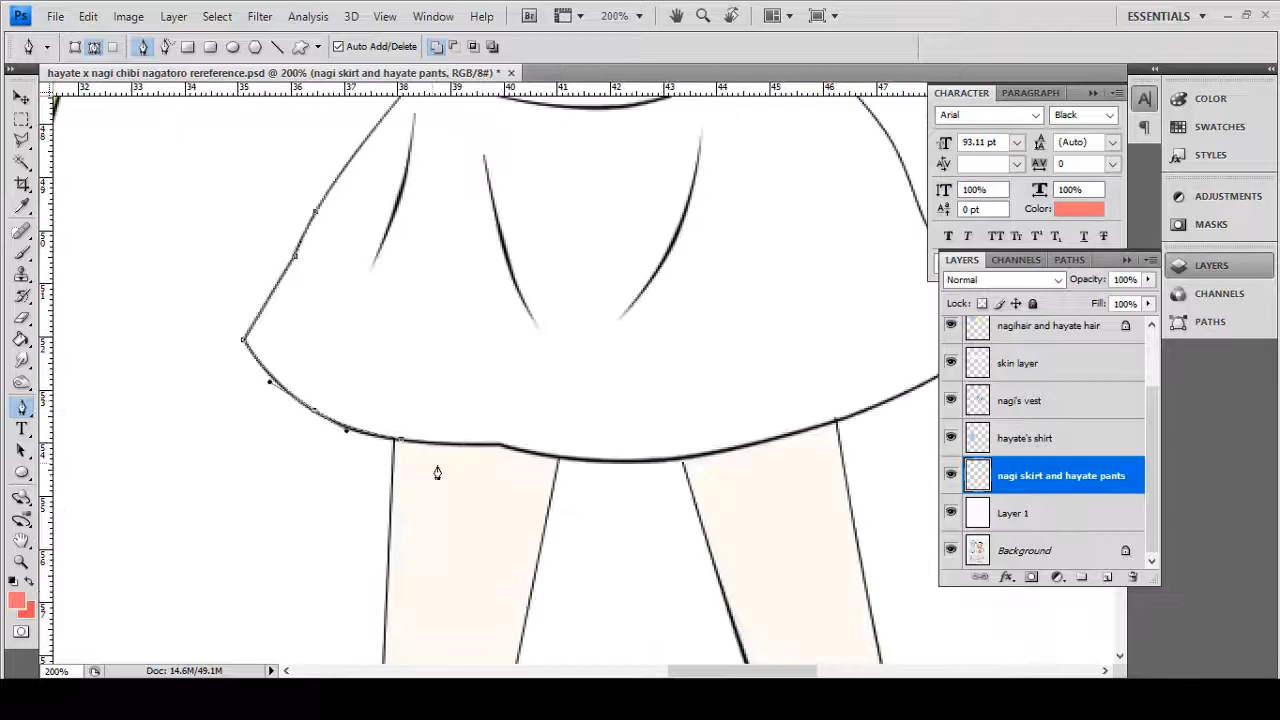 Ps File Edit Image Layer Select Filter Analysis 3D View Window Help Br 200% ESSENTIALS
Auto Add/Delete
hayate x nagi chibi nagatoro rereference.psd @ 200% (nagi skirt and hayate pants, RGB/8#) * ×
32 33 34 35 36 37 38 39 40 41 42 43 44 45 46 47
CHARACTER PARAGRAPH
Arial Black
93.11 pt (Auto)
0
100% 100%
0 pt Color:
T T TT Tr T¹ T₁ T T
LAYERS CHANNELS PATHS
Normal Opacity: 100%
Lock: Fill: 100%
nagihair and hayate hair
skin layer
nagi's vest
hayate's shirt
nagi skirt and hayate pants
Layer 1
Background
COLOR
SWATCHES
STYLES
ADJUSTMENTS
MASKS
LAYERS
CHANNELS
PATHS
200% Doc: 14.6M/49.1M